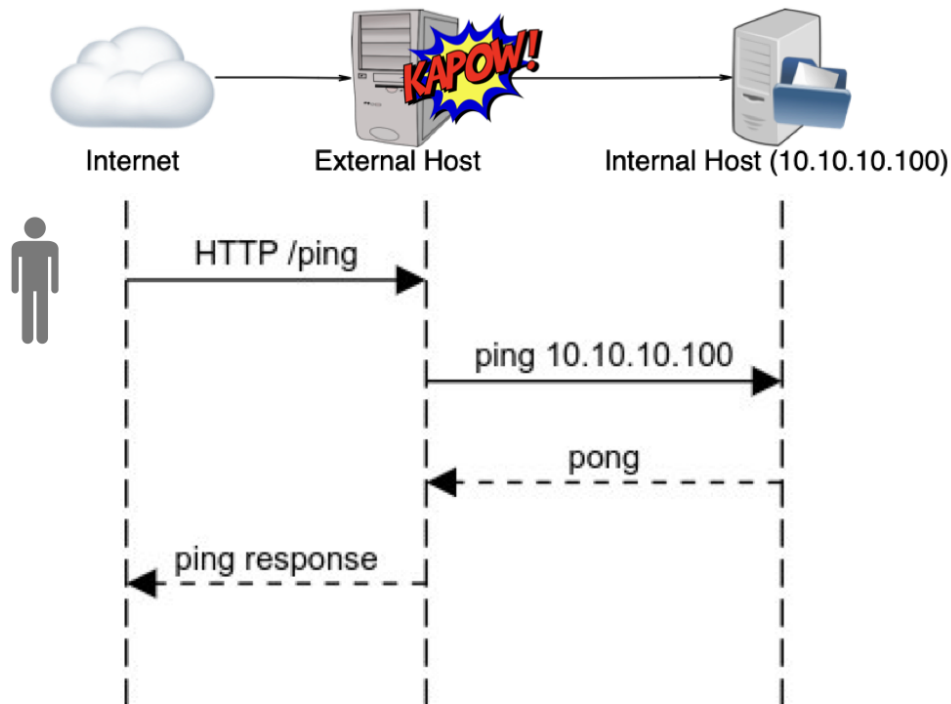 KAPOW!
Internet
External Host
Internal Host (10.10.10.100)
HTTP /ping
ping 10.10.10.100
pong
ping response